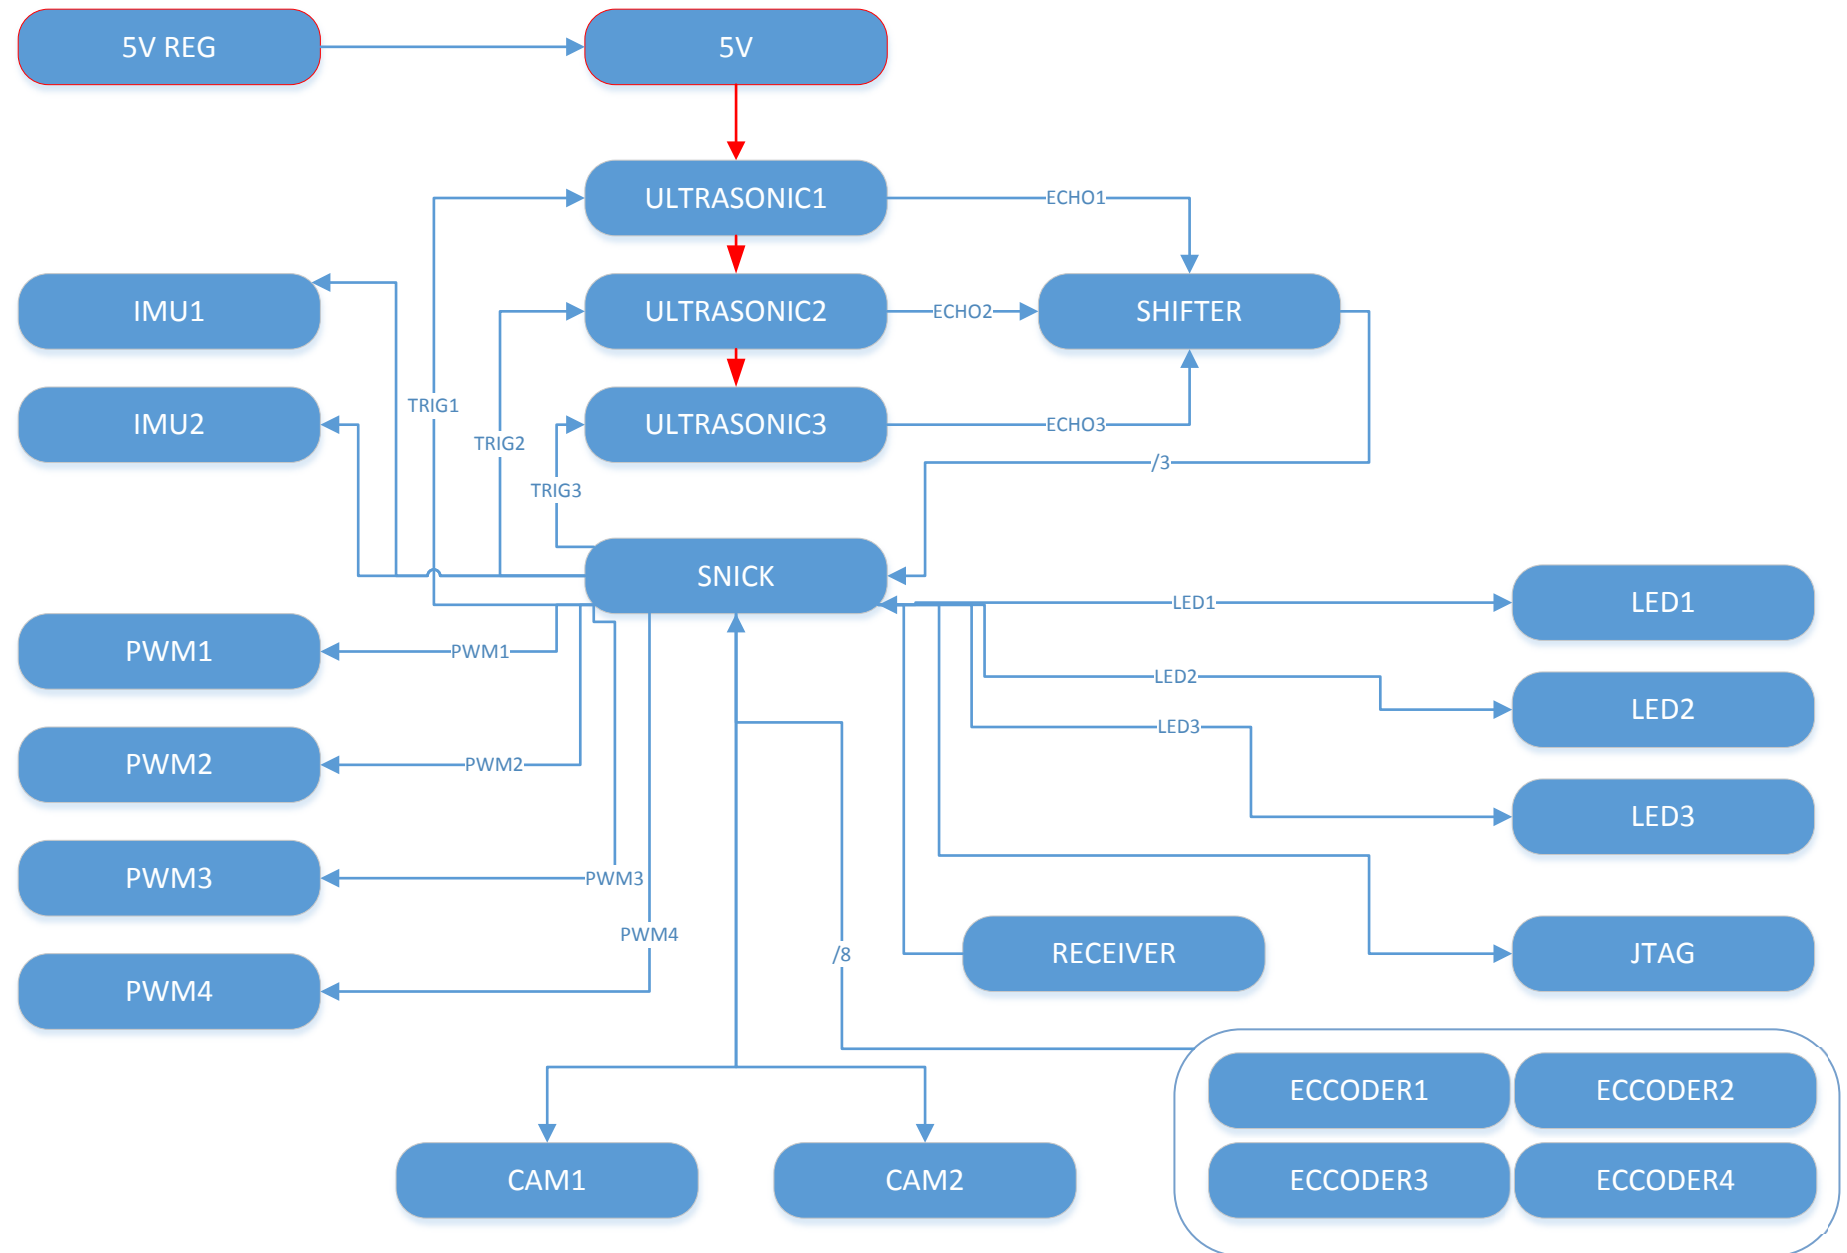 5V REG
5V
ULTRASONIC1
ECHO1
IMU1
ULTRASONIC2
ECHO2
SHIFTER
TRIG1
IMU2
ULTRASONIC3
ECHO3
TRIG2
/3
TRIG3
SNICK
LED1
LED1
PWM1
PWM1
LED2
LED2
LED3
PWM2
PWM2
LED3
PWM3
PWM3
PWM4
/8
RECEIVER
JTAG
PWM4
ECCODER1
ECCODER2
CAM1
CAM2
ECCODER3
ECCODER4